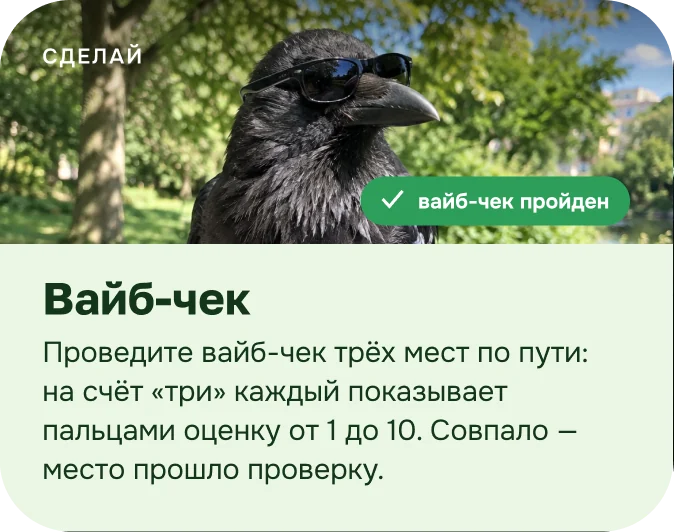 СДЕЛАЙ
вайб-чек пройден
Вайб-чек
Проведите вайб-чек трёх мест по пути:
на счёт «три» каждый показывает
пальцами оценку от 1 до 10. Совпало —
место прошло проверку.